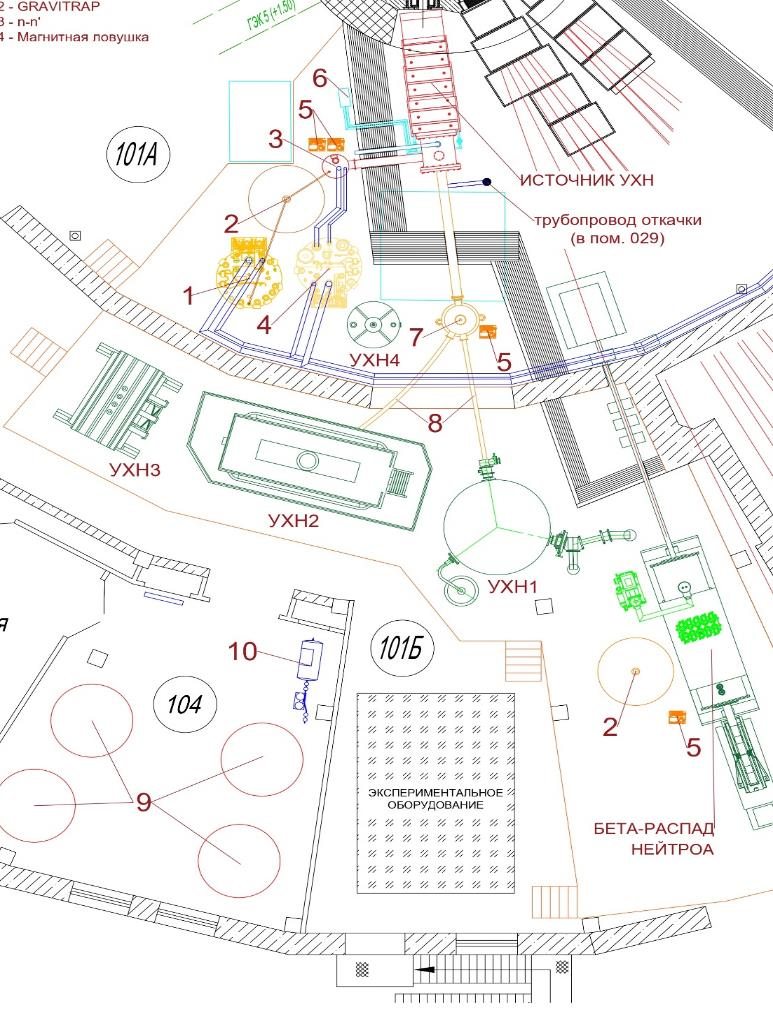 2 - GRAVITRAP
3 - n-n'
4 - Магнитная ловушка
ГЭК 5 (+1.50)
101А
6
5
3
ИСТОЧНИК УХН
2
трубопровод откачки
(в пом. 029)
1
4
7
УХН4
5
8
УХН3
УХН2
УХН1
я
10
101Б
104
2
5
9
ЭКСПЕРИМЕНТАЛЬНОЕ
ОБОРУДОВАНИЕ
БЕТА-РАСПАД
НЕЙТРОА